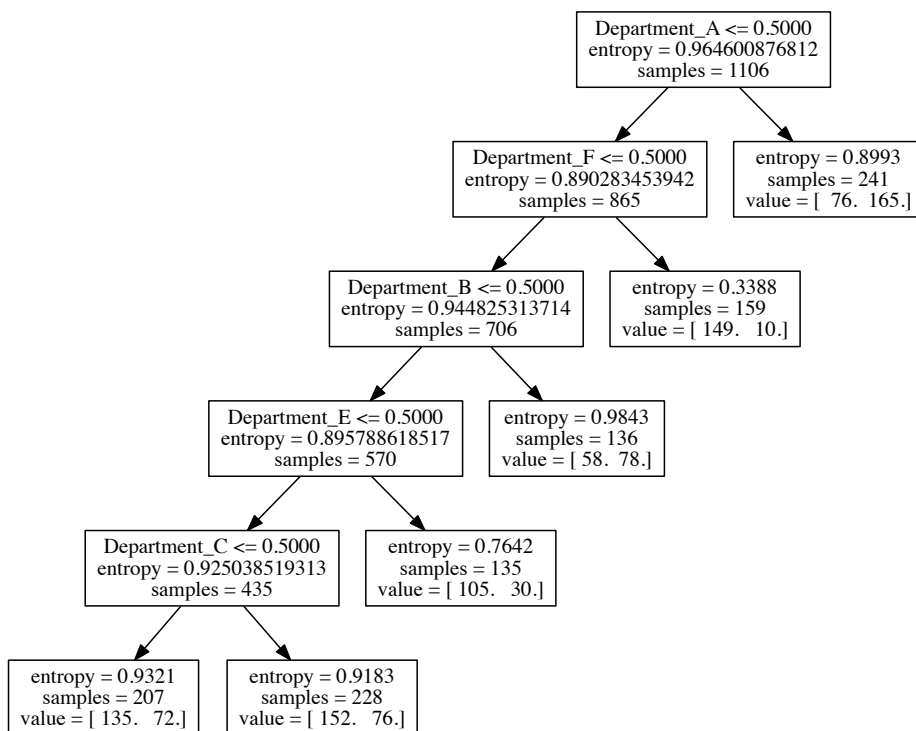 Department_A <= 0.5000
entropy = 0.964600876812
samples = 1106
Department_F <= 0.5000
entropy = 0.890283453942
samples = 865
entropy = 0.8993
samples = 241
value = [  76.  165.]
Department_B <= 0.5000
entropy = 0.944825313714
samples = 706
entropy = 0.3388
samples = 159
value = [ 149.   10.]
Department_E <= 0.5000
entropy = 0.895788618517
samples = 570
entropy = 0.9843
samples = 136
value = [ 58.  78.]
Department_C <= 0.5000
entropy = 0.925038519313
samples = 435
entropy = 0.7642
samples = 135
value = [ 105.   30.]
entropy = 0.9321
samples = 207
value = [ 135.   72.]
entropy = 0.9183
samples = 228
value = [ 152.   76.]